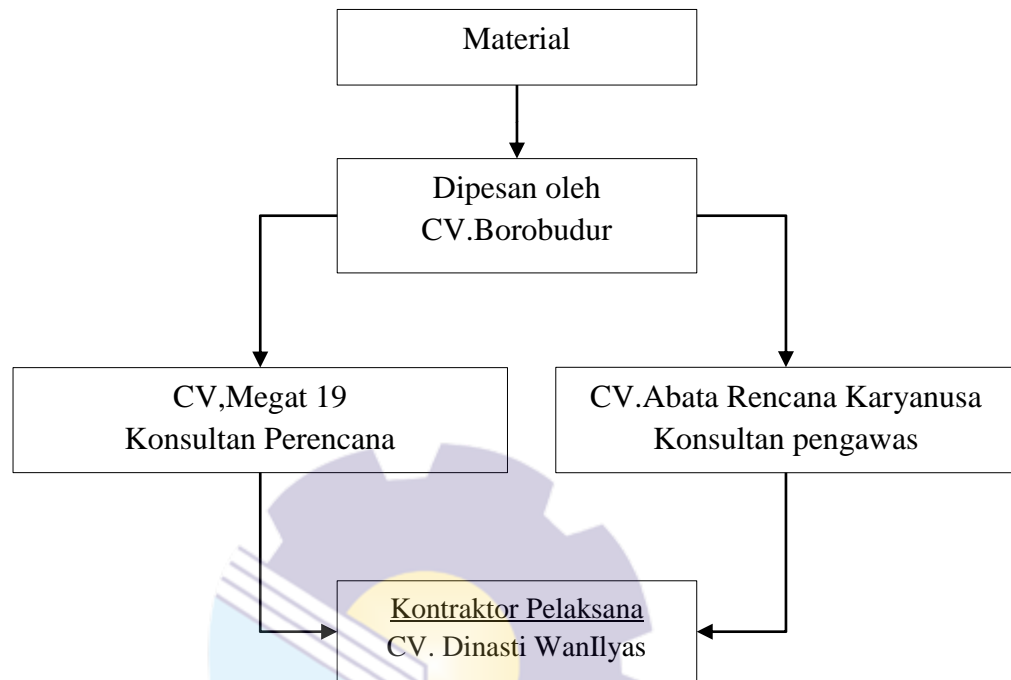 Material
Dipesan oleh
CV.Borobudur
CV,Megat 19
Konsultan Perencana
CV.Abata Rencana Karyanusa
Konsultan pengawas
Kontraktor Pelaksana
CV. Dinasti WanIlyas